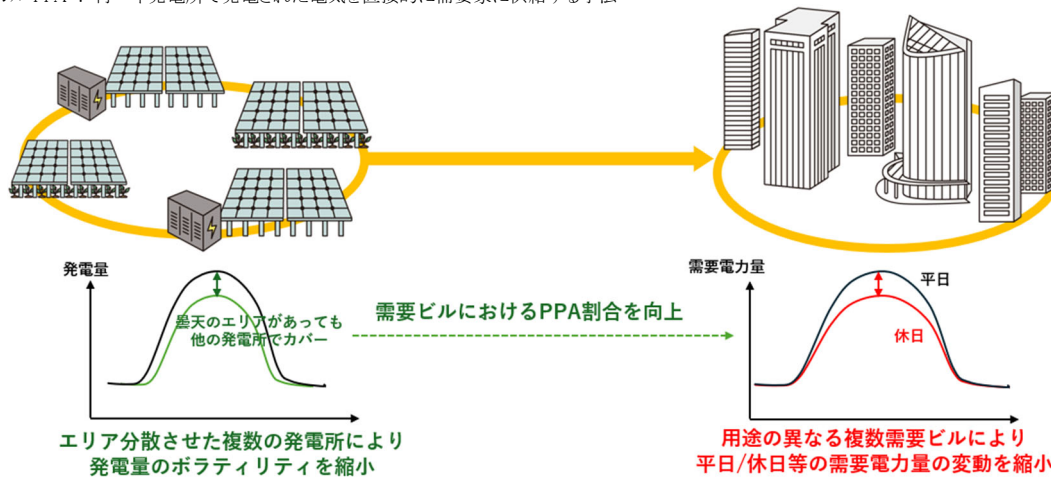 発電量
曇天のエリアがあっても
他の発電所でカバー
需要ビルにおけるPPA割合を向上
需要電力量
平日
休日
エリア分散させた複数の発電所により
発電量のボラティリティを縮小
用途の異なる複数需要ビルにより
平日/休日等の需要電力量の変動を縮小